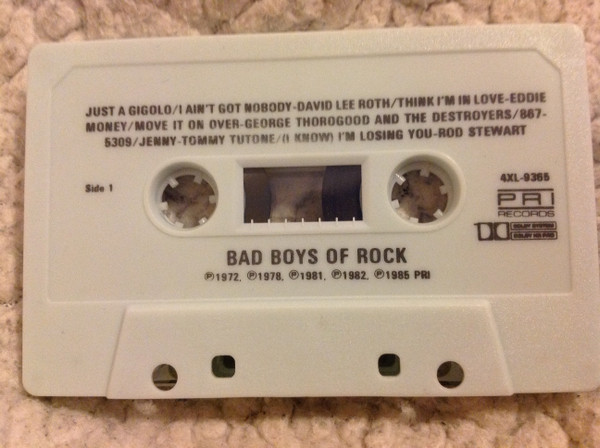 JUST A GIGOLO/I AIN'T GOT NOBODY-DAVID LEE ROTH/THINK I'M IN LOVE-EDDIE
MONEY/MOVE IT ON OVER-GEORGE THOROGOOD AND THE DESTROYERS/867-
5309/JENNY-TOMMY TUTONE/(I KNOW) I'M LOSING YOU-ROD STEWART
Side 1
4XL-9365
PRI
RECORDS
DOLBY SYSTEM
BAD BOYS OF ROCK
℗1972, ℗1978, ℗1981, ℗1982, ℗1985 PRI